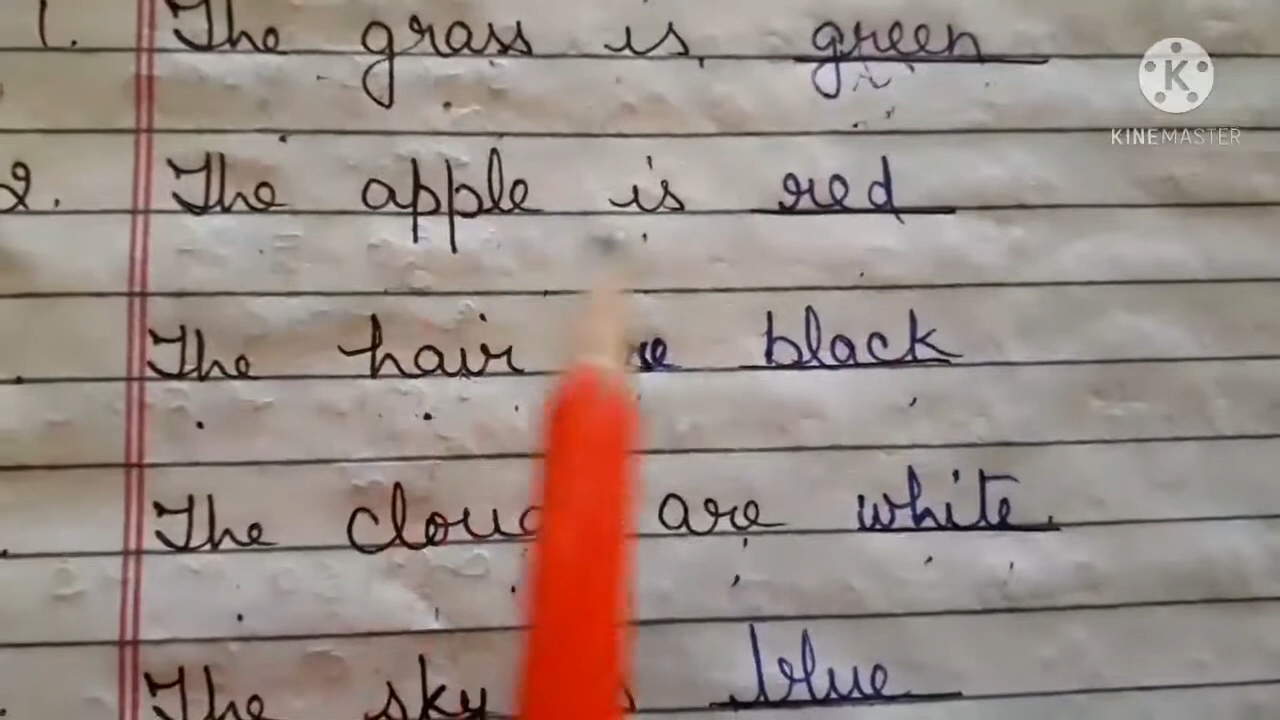 1. The grass is green
KINEMASTER
2. The apple is red
The hair black
The are white.
The sky blue